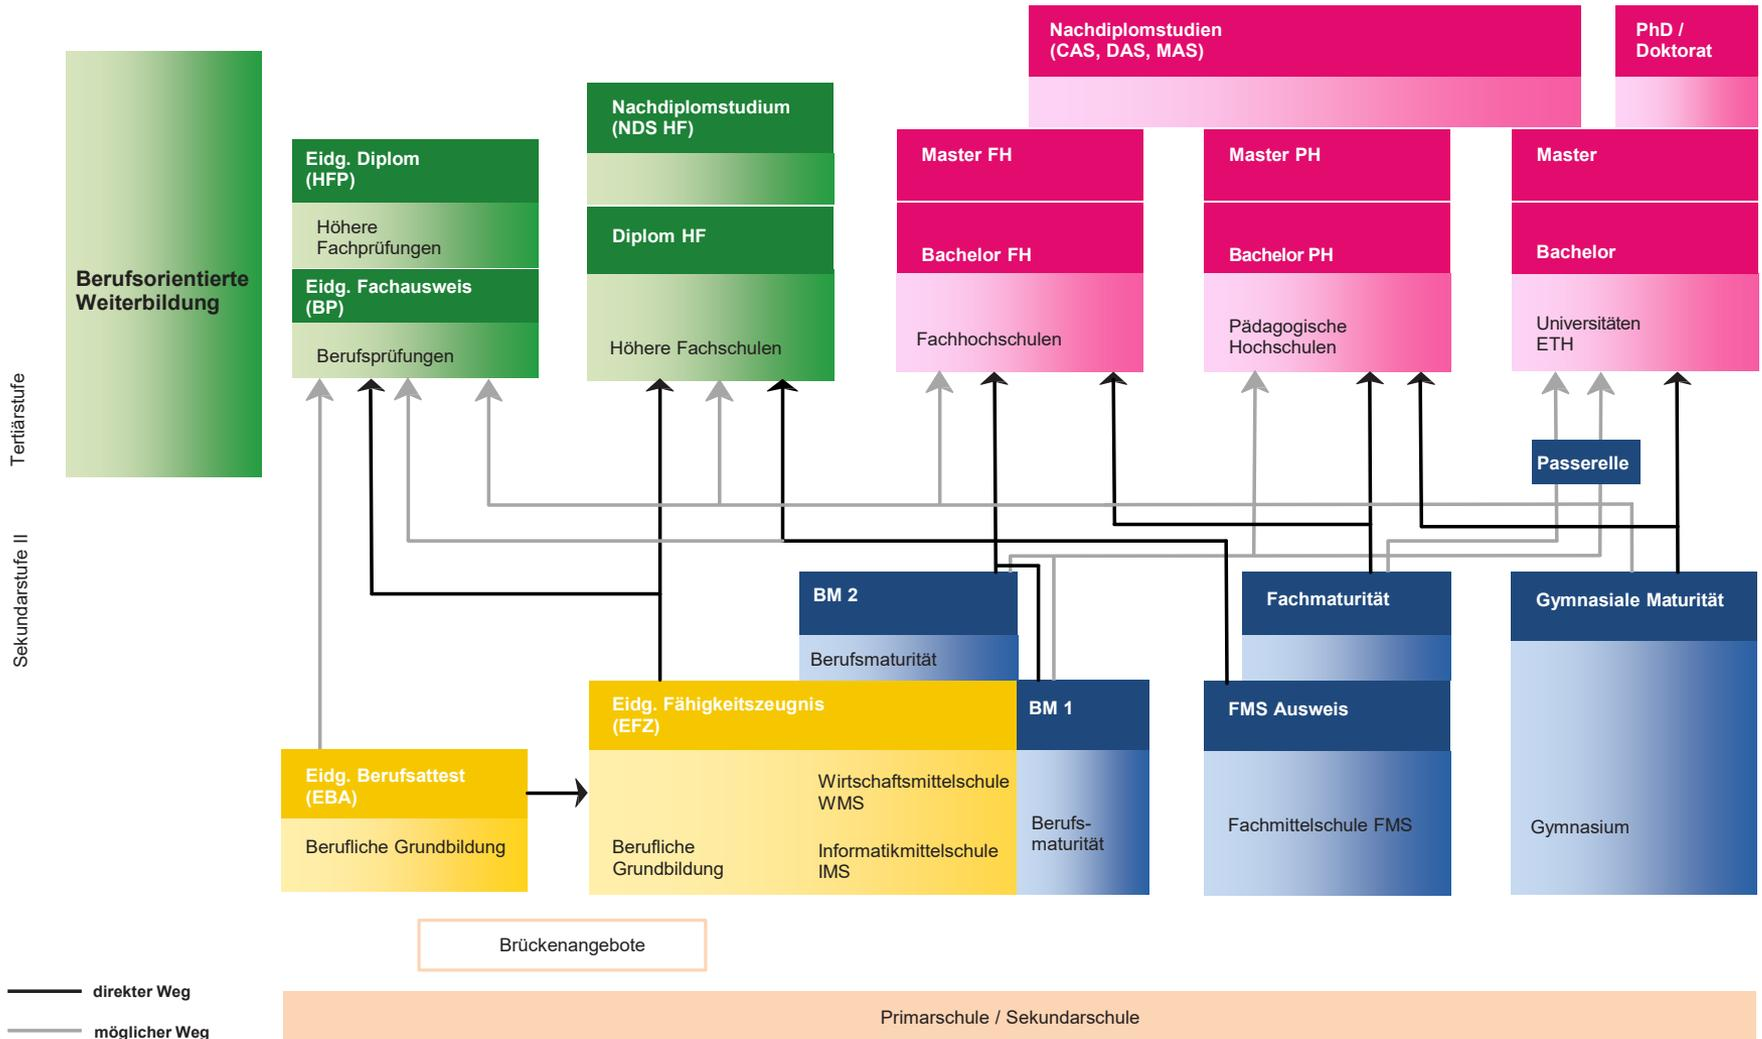 Nachdiplomstudien
(CAS, DAS, MAS)
PhD /
Doktorat
Nachdiplomstudium
(NDS HF)
Eidg. Diplom
(HFP)
Master FH
Master PH
Master
Höhere
Fachprüfungen
Diplom HF
Bachelor FH
Bachelor PH
Bachelor
Berufsorientierte
Weiterbildung
Eidg. Fachausweis
(BP)
Berufsprüfungen
Höhere Fachschulen
Fachhochschulen
Pädagogische
Hochschulen
Universitäten
ETH
Tertiärstufe
Passerelle
Sekundarstufe II
BM 2
Berufsmaturität
Fachmaturität
Gymnasiale Maturität
Eidg. Fähigkeitszeugnis
(EFZ)
BM 1
FMS Ausweis
Eidg. Berufsattest
(EBA)
Berufliche Grundbildung
Berufliche
Grundbildung
Wirtschaftsmittelschule
WMS
Informatikmittelschule
IMS
Berufs-
maturität
Fachmittelschule FMS
Gymnasium
Brückenangebote
direkter Weg
möglicher Weg
Primarschule / Sekundarschule